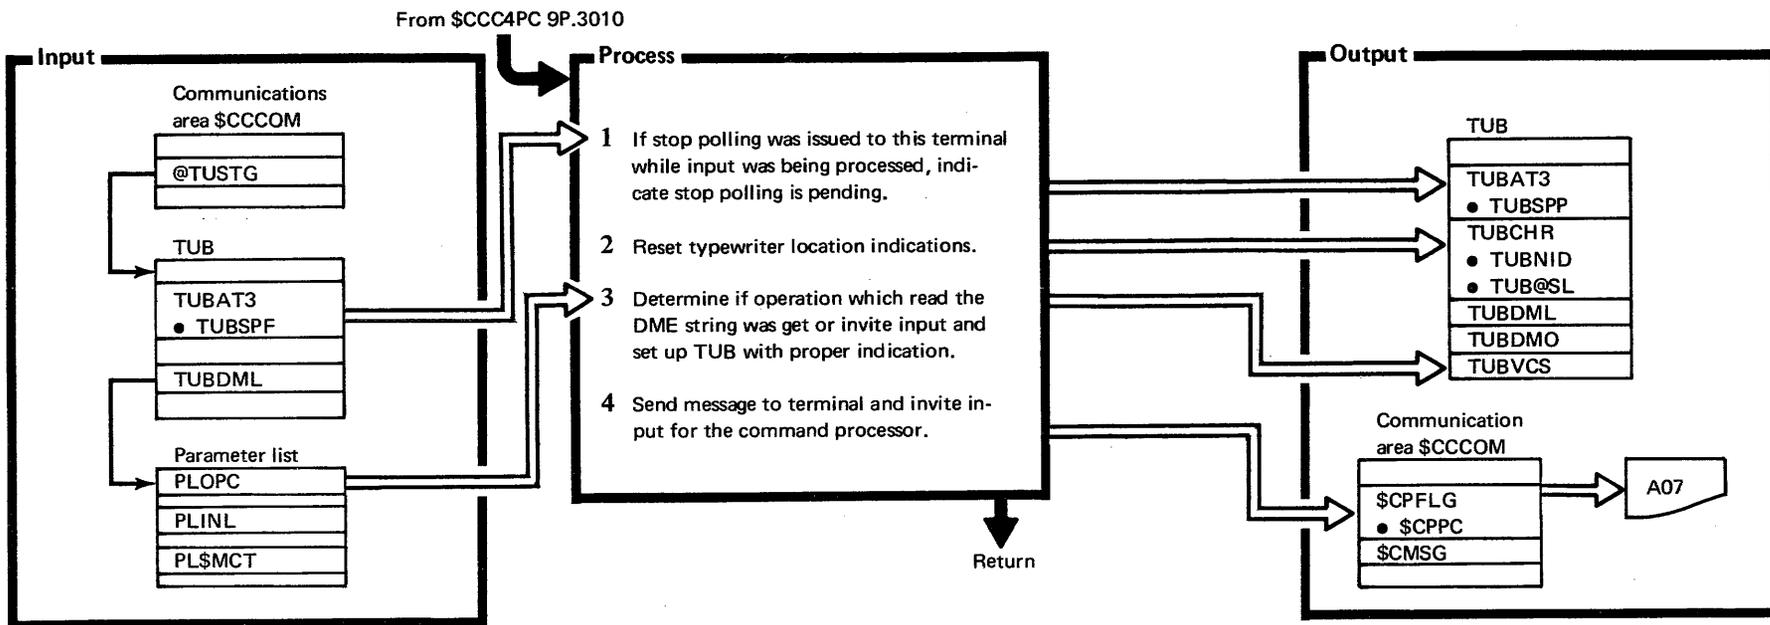 From $CCC4PC 9P.3010
Input
Communications
area $CCCOM
@TUSTG
TUB
TUBAT3
● TUBSPF
TUBDML
Parameter list
PLOPC
PLINL
PL$MCT
Process
1 If stop polling was issued to this terminal
while input was being processed, indi-
cate stop polling is pending.
2 Reset typewriter location indications.
3 Determine if operation which read the
DME string was get or invite input and
set up TUB with proper indication.
4 Send message to terminal and invite in-
put for the command processor.
Return
Output
TUB
TUBAT3
● TUBSPP
TUBCHR
● TUBNID
● TUB@SL
TUBDML
TUBDMO
TUBVCS
Communication
area $CCCOM
$CPFLG
● $CPPC
$CMSG
A07